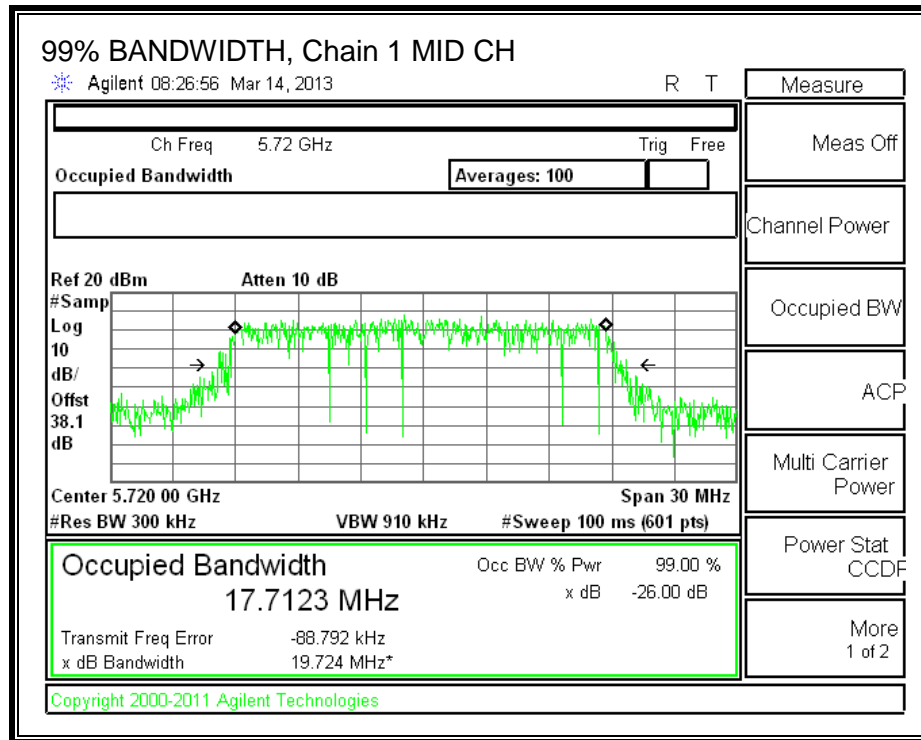 99% BANDWIDTH, Chain 1 MID CH
Agilent 08:26:56 Mar 14, 2013 R T
Measure
Ch Freq 5.72 GHz Trig Free
Occupied Bandwidth Averages: 100
Meas Off
Channel Power
Occupied BW
ACP
Multi Carrier
Power
Power Stat
CCDF
More
1 of 2
Ref 20 dBm Atten 10 dB
#Samp
Log
10
dB/
Offst
38.1
dB
Center 5.720 00 GHz Span 30 MHz
#Res BW 300 kHz VBW 910 kHz #Sweep 100 ms (601 pts)
Occupied Bandwidth Occ BW % Pwr 99.00 %
17.7123 MHz x dB -26.00 dB
Transmit Freq Error -88.792 kHz
x dB Bandwidth 19.724 MHz*
Copyright 2000-2011 Agilent Technologies